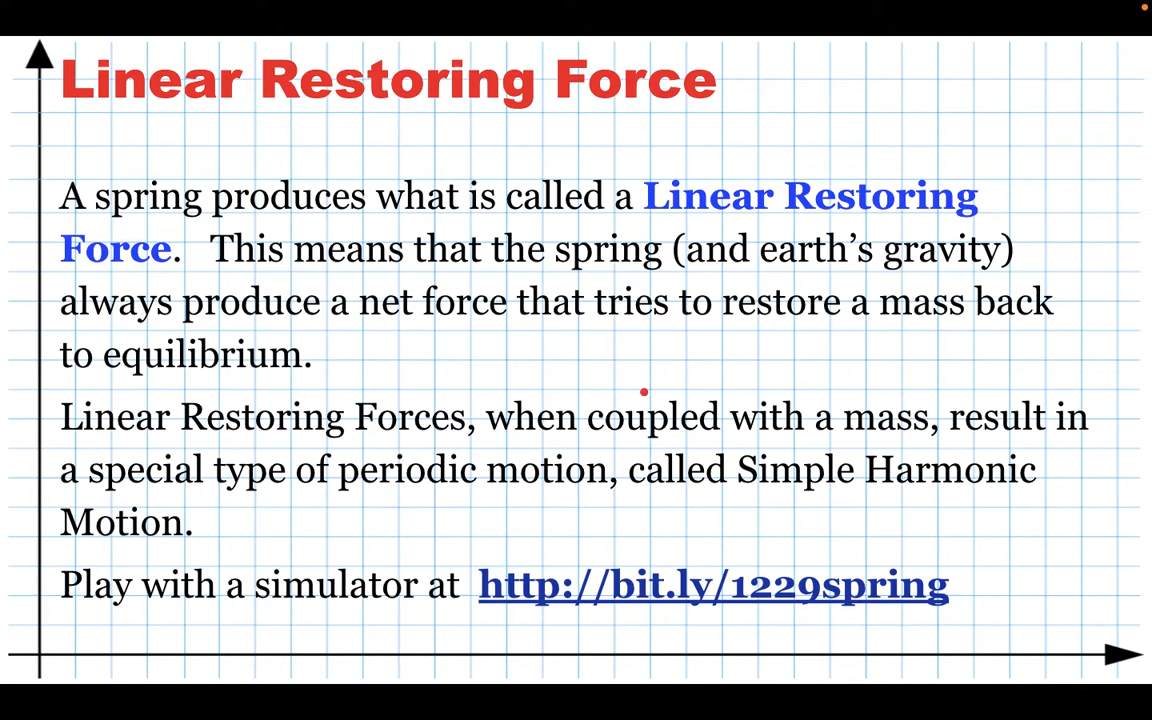 Linear Restoring Force
A spring produces what is called a Linear Restoring
Force.   This means that the spring (and earth’s gravity)
always produce a net force that tries to restore a mass back
to equilibrium.
Linear Restoring Forces, when coupled with a mass, result in
a special type of periodic motion, called Simple Harmonic
Motion.
Play with a simulator at  http://bit.ly/1229spring